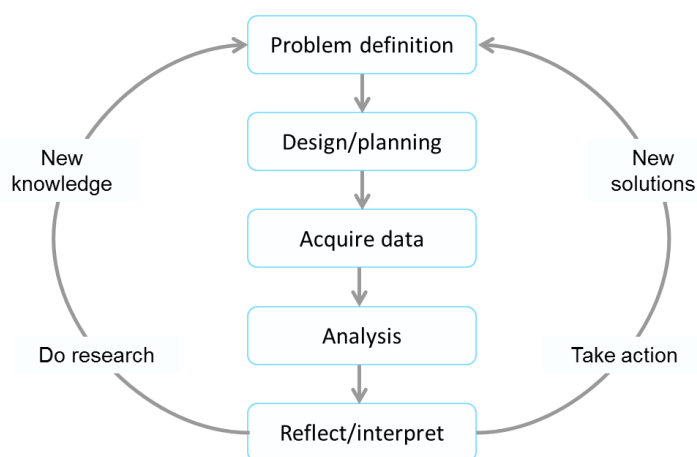 Problem definition
Design/planning
New
knowledge
New
solutions
Acquire data
Analysis
Do research
Take action
Reflect/interpret